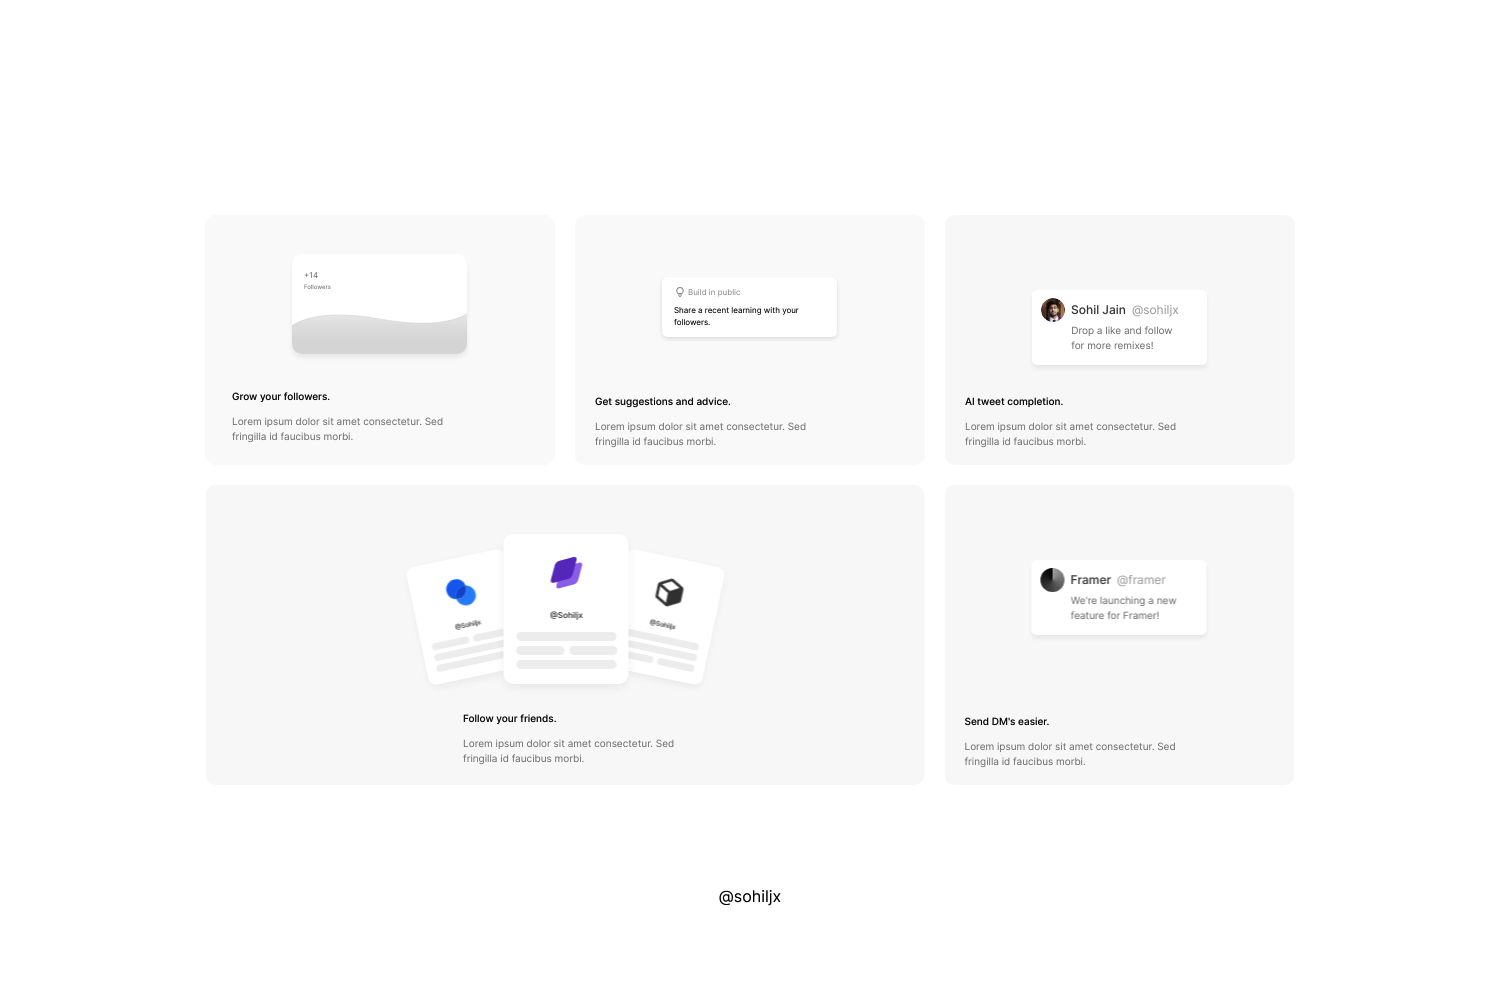 +14
Followers
Grow your followers.
Lorem ipsum dolor sit amet consectetur. Sed
fringilla id faucibus morbi.
Build in public
Share a recent learning with your
followers.
Get suggestions and advice.
Lorem ipsum dolor sit amet consectetur. Sed
fringilla id faucibus morbi.
Sohil Jain @sohiljx
Drop a like and follow
for more remixes!
AI tweet completion.
Lorem ipsum dolor sit amet consectetur. Sed
fringilla id faucibus morbi.
@Sohiljx
@Sohiljx
@Sohiljx
Follow your friends.
Lorem ipsum dolor sit amet consectetur. Sed
fringilla id faucibus morbi.
Framer @framer
We're launching a new
feature for Framer!
Send DM's easier.
Lorem ipsum dolor sit amet consectetur. Sed
fringilla id faucibus morbi.
@sohiljx